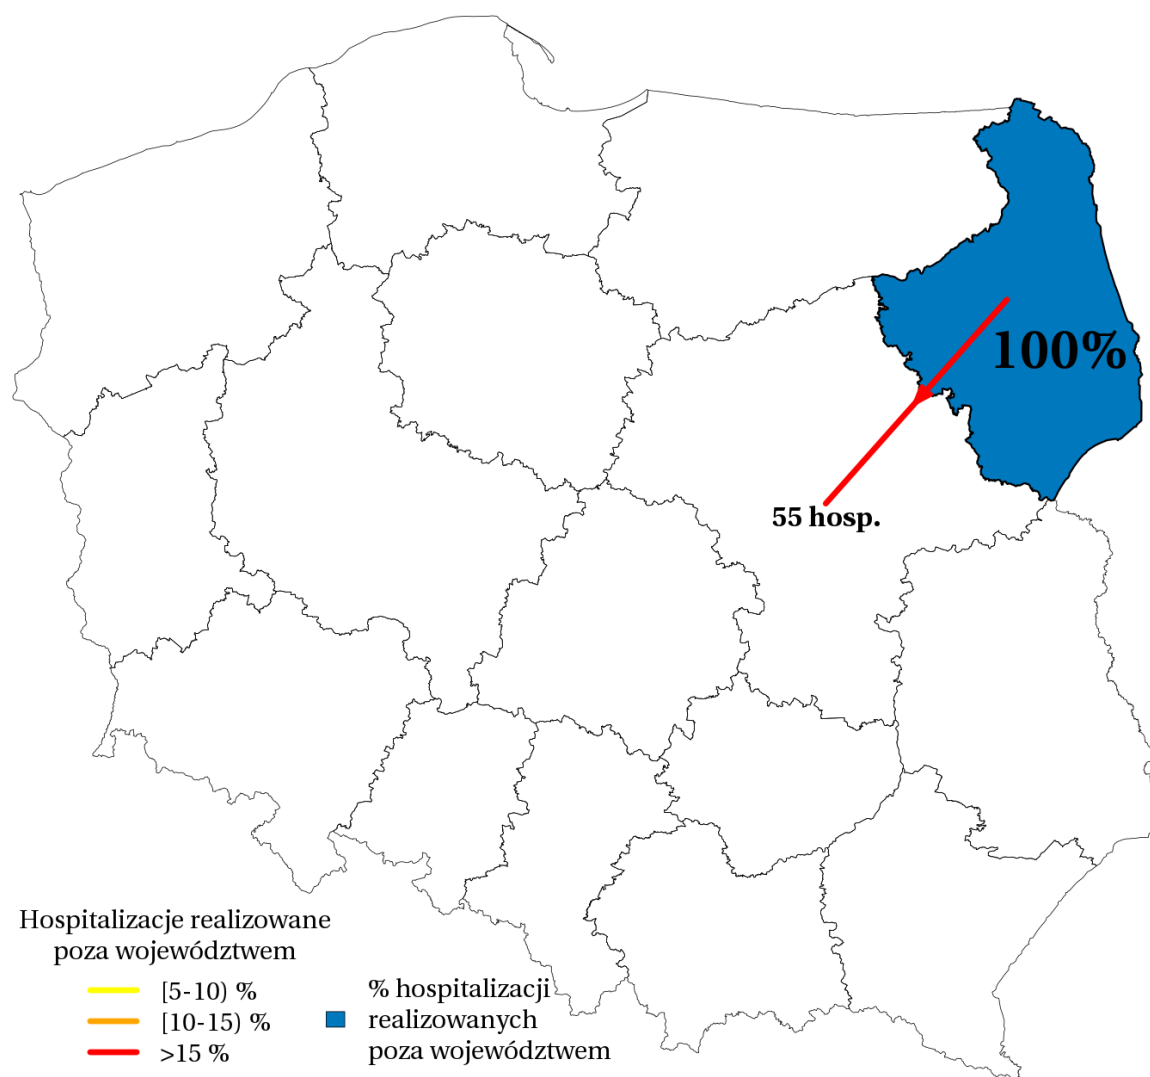 100%
55 hosp.
Hospitalizacje realizowane
poza województwem
[5-10) %
[10-15) %
>15 %
% hospitalizacji
realizowanych
poza województwem